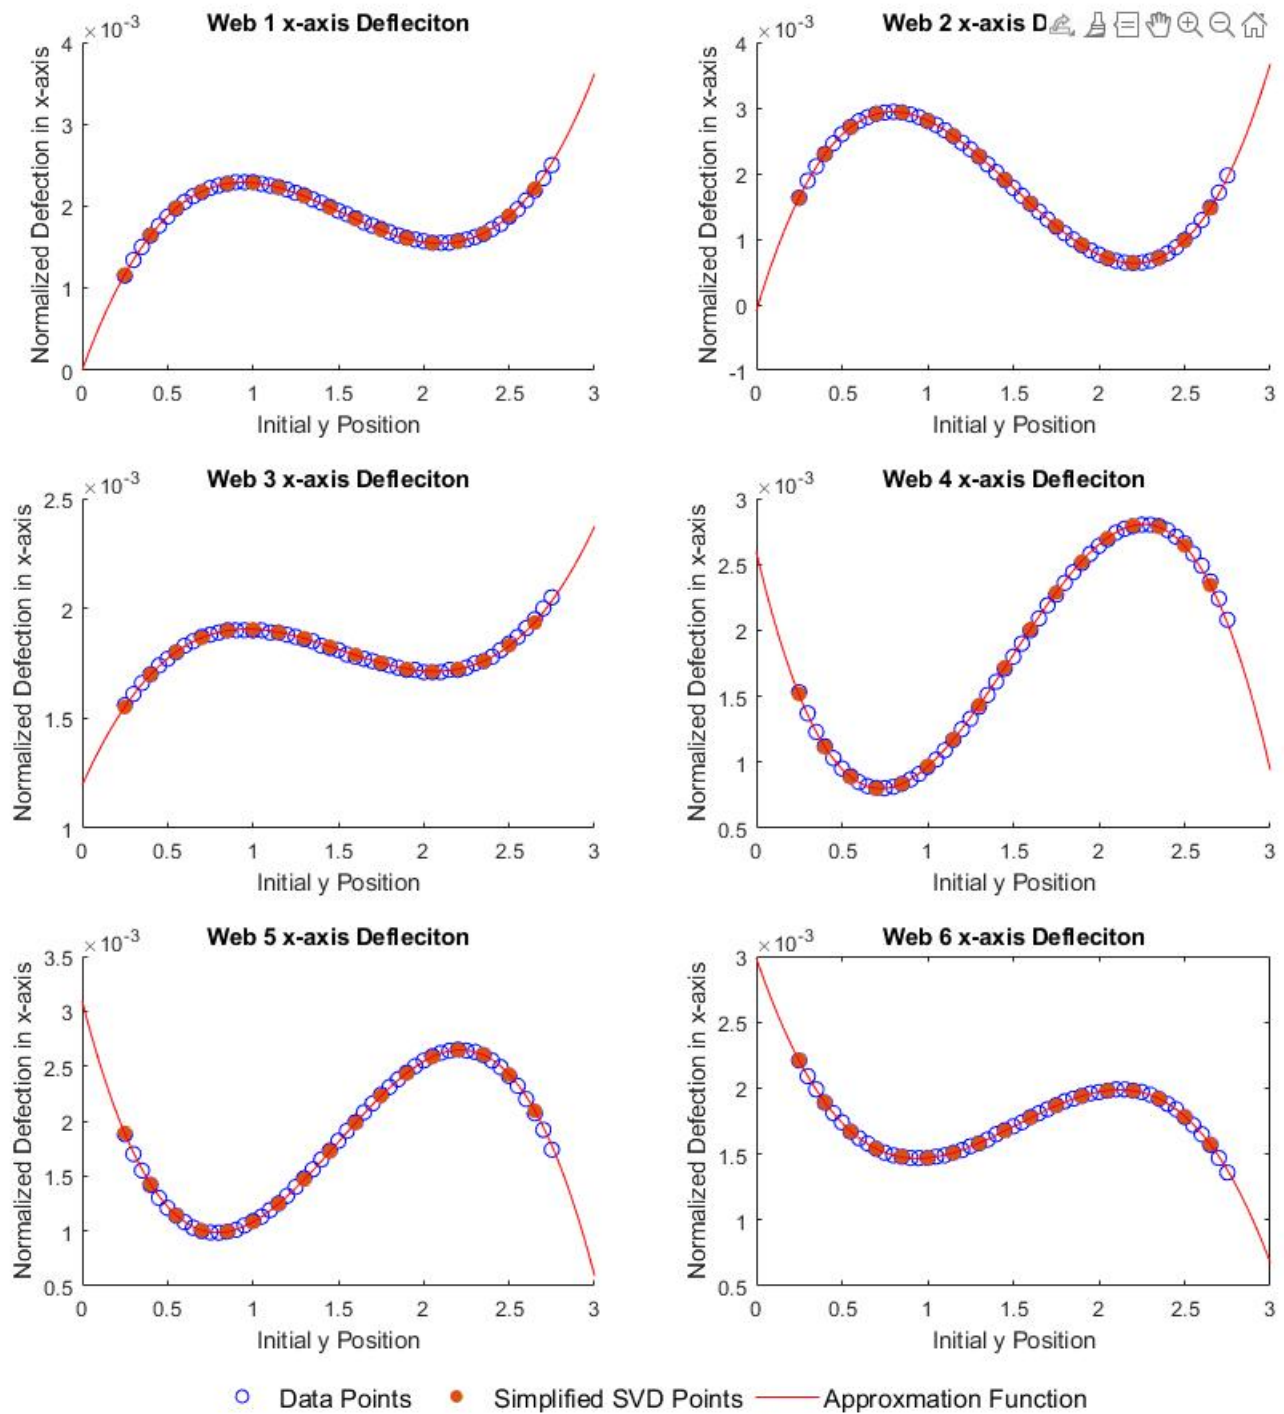 ×10⁻³
Web 1 x-axis Defleciton
4
3
2
1
0
Normalized Defection in x-axis
0 0.5 1 1.5 2 2.5 3
Initial y Position
×10⁻³
Web 2 x-axis D
4
3
2
1
0
-1
Normalized Defection in x-axis
0 0.5 1 1.5 2 2.5 3
Initial y Position
×10⁻³
Web 3 x-axis Defleciton
2.5
2
1.5
1
Normalized Defection in x-axis
0 0.5 1 1.5 2 2.5 3
Initial y Position
×10⁻³
Web 4 x-axis Defleciton
3
2.5
2
1.5
1
0.5
Normalized Defection in x-axis
0 0.5 1 1.5 2 2.5 3
Initial y Position
×10⁻³
Web 5 x-axis Defleciton
3.5
3
2.5
2
1.5
1
0.5
Normalized Defection in x-axis
0 0.5 1 1.5 2 2.5 3
Initial y Position
×10⁻³
Web 6 x-axis Defleciton
3
2.5
2
1.5
1
0.5
Normalized Defection in x-axis
0 0.5 1 1.5 2 2.5 3
Initial y Position
Data Points Simplified SVD Points Approxmation Function